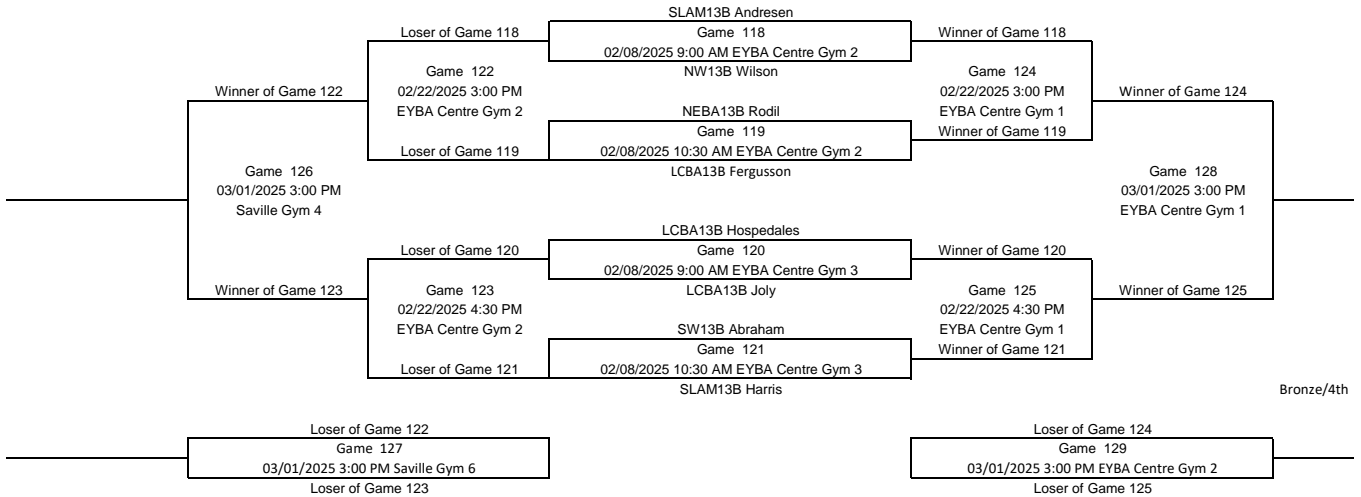 SLAM13B Andresen
Loser of Game 118
Game 118
Winner of Game 118
02/08/2025 9:00 AM EYBA Centre Gym 2
Game 122
NW13B Wilson
Game 124
02/22/2025 3:00 PM
02/22/2025 3:00 PM
Winner of Game 122
Winner of Game 124
EYBA Centre Gym 2
NEBA13B Rodil
EYBA Centre Gym 1
Game 119
Winner of Game 119
Loser of Game 119
02/08/2025 10:30 AM EYBA Centre Gym 2
Game 126
LCBA13B Fergusson
Game 128
03/01/2025 3:00 PM
03/01/2025 3:00 PM
Saville Gym 4
EYBA Centre Gym 1
LCBA13B Hospedales
Loser of Game 120
Game 120
Winner of Game 120
02/08/2025 9:00 AM EYBA Centre Gym 3
Winner of Game 123
Game 123
LCBA13B Joly
Game 125
Winner of Game 125
02/22/2025 4:30 PM
02/22/2025 4:30 PM
EYBA Centre Gym 2
SW13B Abraham
EYBA Centre Gym 1
Game 121
Winner of Game 121
Loser of Game 121
02/08/2025 10:30 AM EYBA Centre Gym 3
SLAM13B Harris
Bronze/4th
Loser of Game 122
Loser of Game 124
Game 127
Game 129
03/01/2025 3:00 PM Saville Gym 6
03/01/2025 3:00 PM EYBA Centre Gym 2
Loser of Game 123
Loser of Game 125